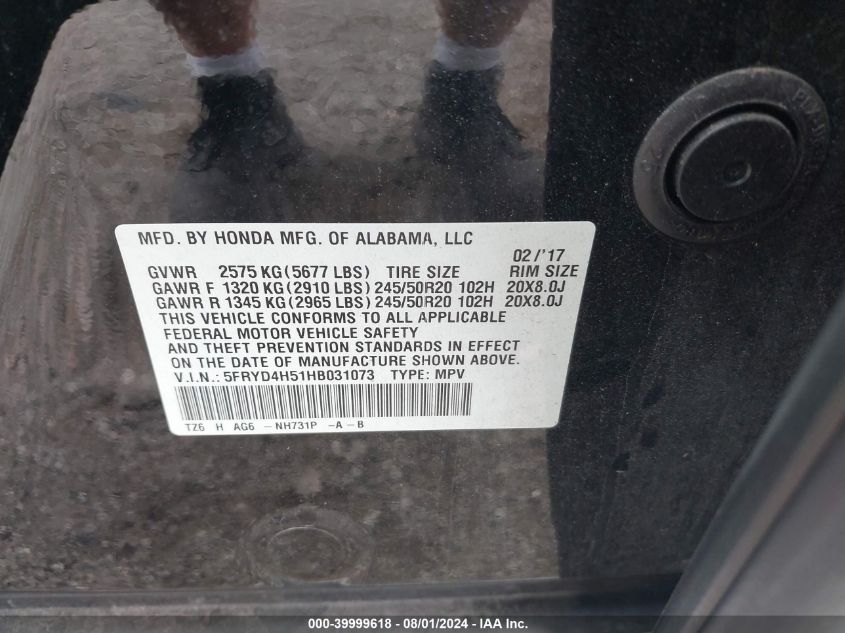 MFD. BY HONDA MFG. OF ALABAMA, LLC
02/'17
GVWR 2575 KG(5677 LBS) TIRE SIZE RIM SIZE
GAWR F 1320 KG(2910 LBS) 245/50R20 102H 20X8.0J
GAWR R 1345 KG(2965 LBS) 245/50R20 102H 20X8.0J
THIS VEHICLE CONFORMS TO ALL APPLICABLE
FEDERAL MOTOR VEHICLE SAFETY
AND THEFT PREVENTION STANDARDS IN EFFECT
ON THE DATE OF MANUFACTURE SHOWN ABOVE.
V.I.N.: 5FRYD4H51HB031073 TYPE: MPV
TZ6 H AG6 -NH731P -A-B
000-39999618 - 08/01/2024 - IAA Inc.